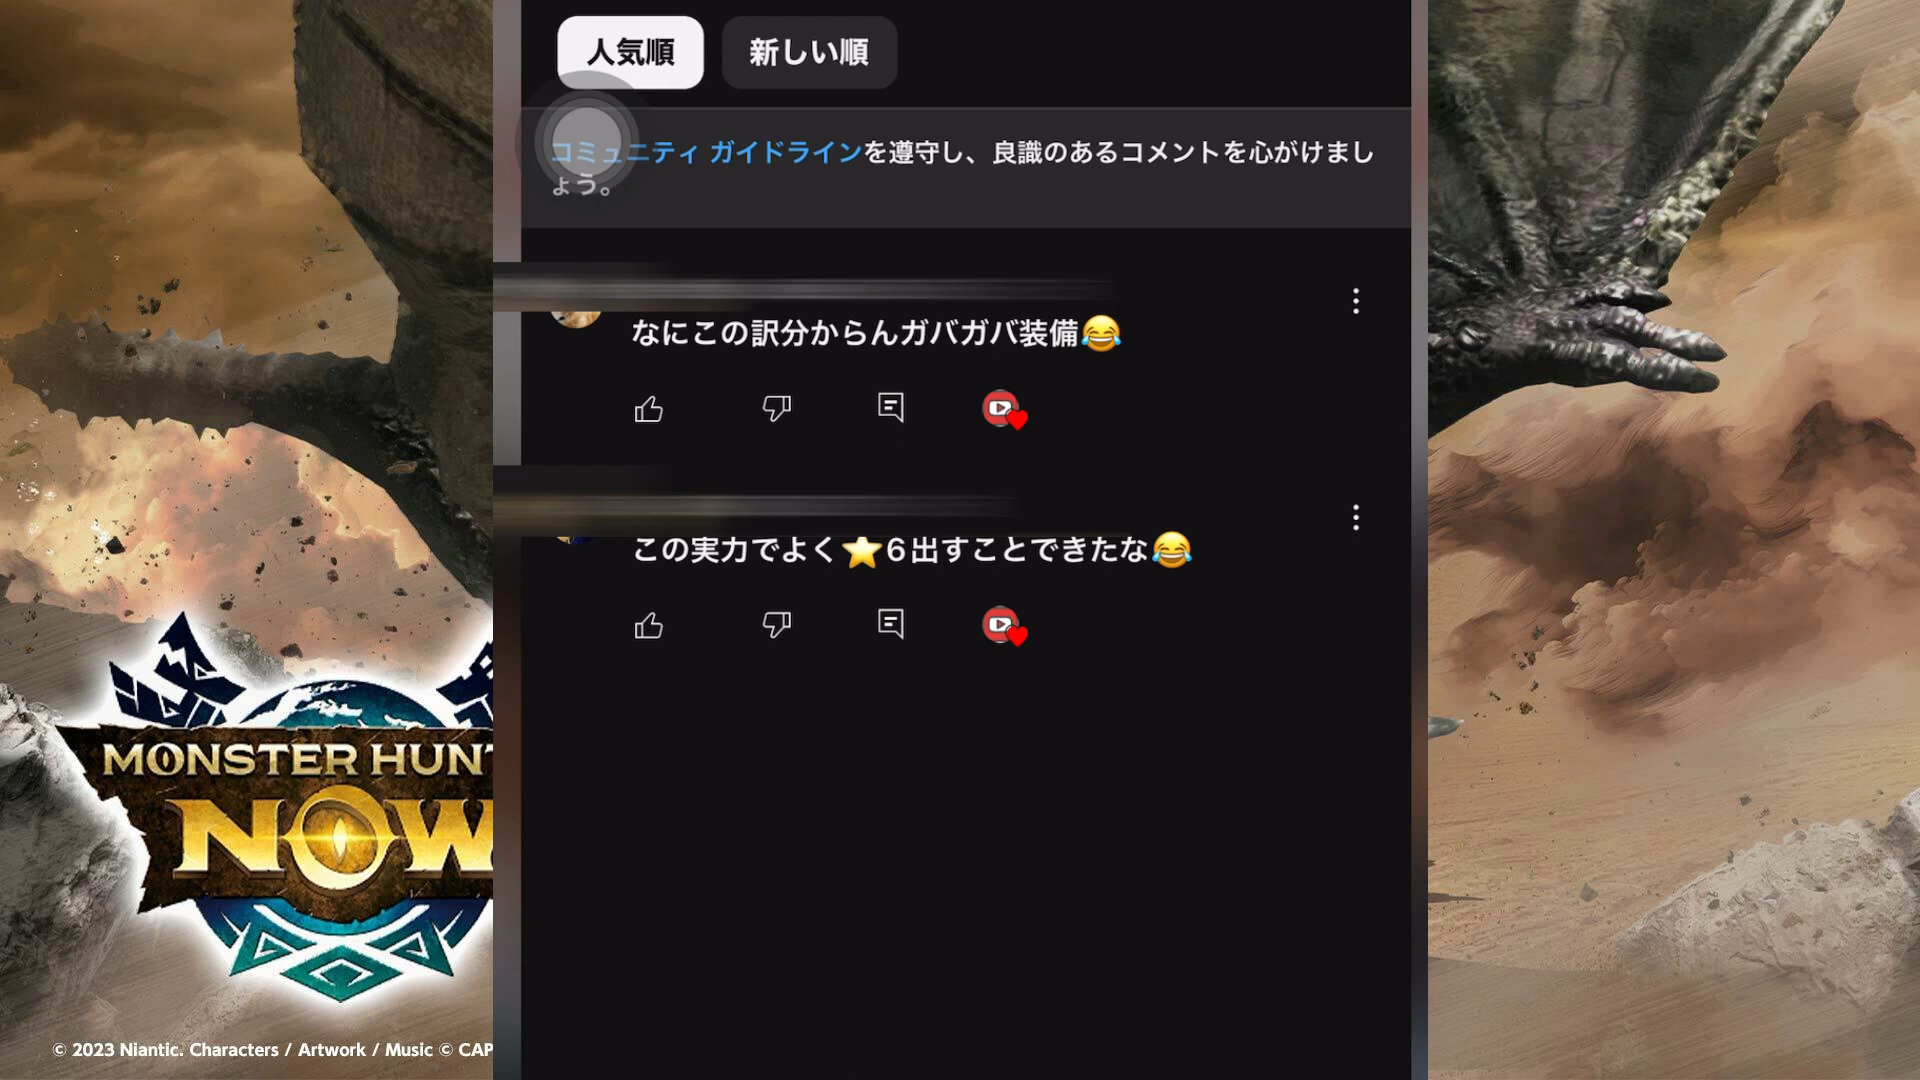 人気順
新しい順
コミュニティ ガイドラインを遵守し、良識のあるコメントを心がけまし
ょう。
なにこの訳分からんガバガバ装備😂
この実力でよく⭐６出すことできたな😂
MONSTER HUNT
NOW
© 2023 Niantic. Characters / Artwork / Music © CAP